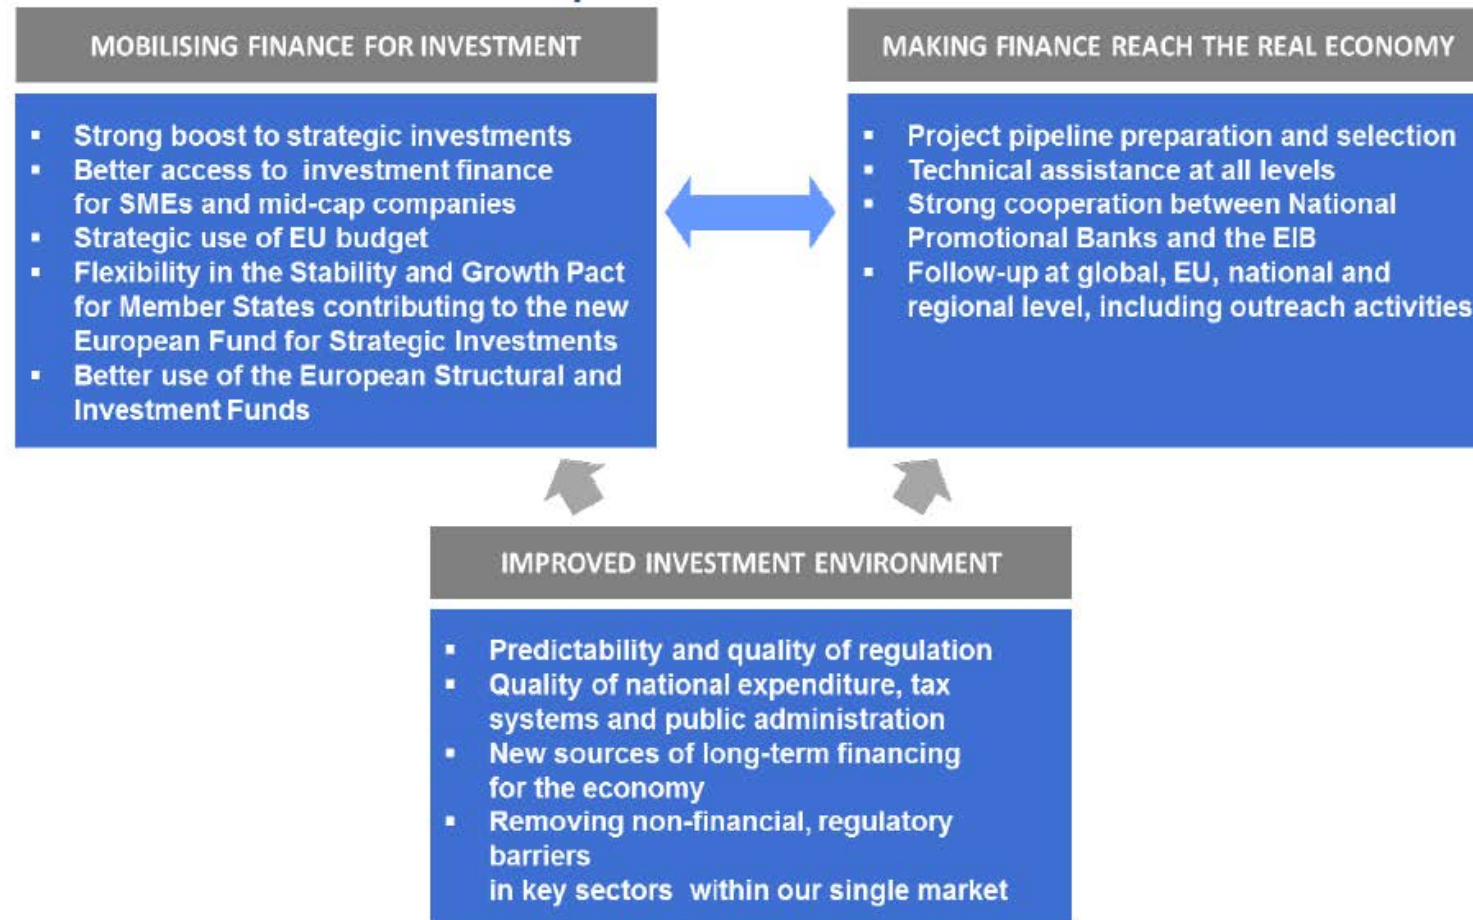 MOBILISING FINANCE FOR INVESTMENT
▪ Strong boost to strategic investments
▪ Better access to investment finance
for SMEs and mid-cap companies
▪ Strategic use of EU budget
▪ Flexibility in the Stability and Growth Pact
for Member States contributing to the new
European Fund for Strategic Investments
▪ Better use of the European Structural and
Investment Funds
MAKING FINANCE REACH THE REAL ECONOMY
▪ Project pipeline preparation and selection
▪ Technical assistance at all levels
▪ Strong cooperation between National
Promotional Banks and the EIB
▪ Follow-up at global, EU, national and
regional level, including outreach activities
IMPROVED INVESTMENT ENVIRONMENT
▪ Predictability and quality of regulation
▪ Quality of national expenditure, tax
systems and public administration
▪ New sources of long-term financing
for the economy
▪ Removing non-financial, regulatory
barriers
in key sectors within our single market